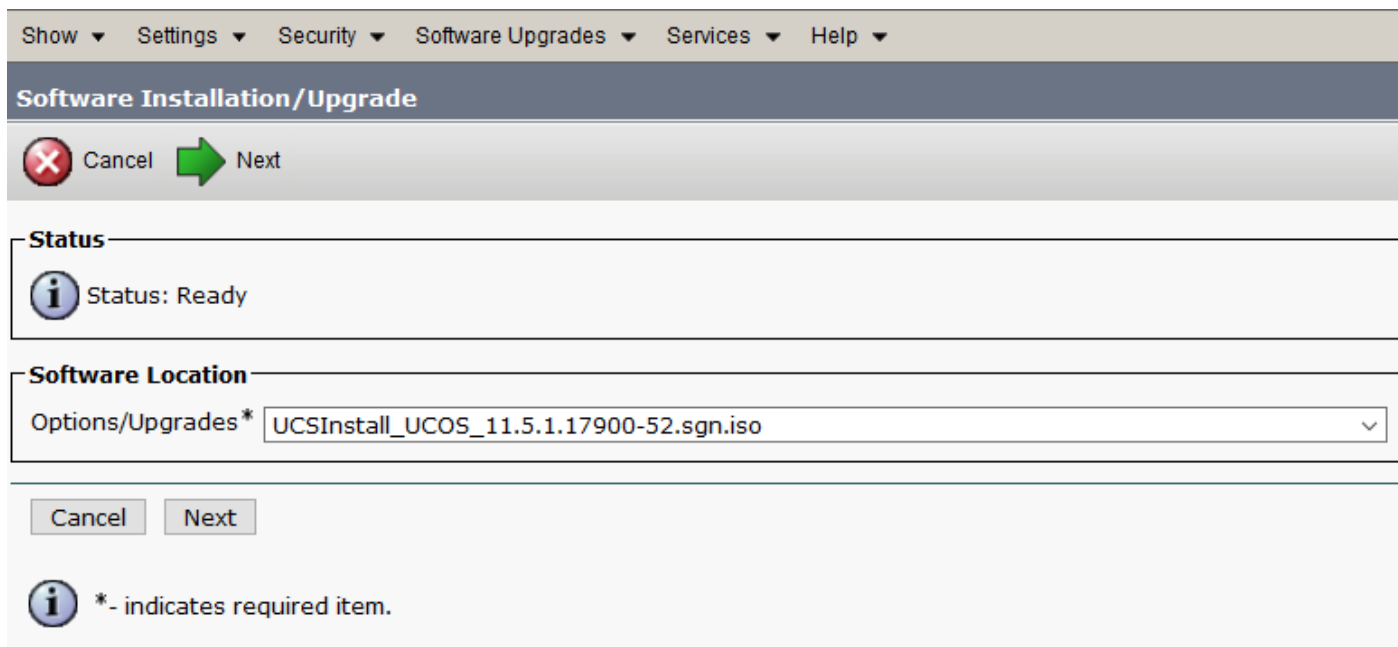 Show Settings Security Software Upgrades Services Help
Software Installation/Upgrade
Cancel Next
Status
Status: Ready
Software Location
Options/Upgrades* UCSInstall_UCOS_11.5.1.17900-52.sgn.iso
Cancel Next
*- indicates required item.